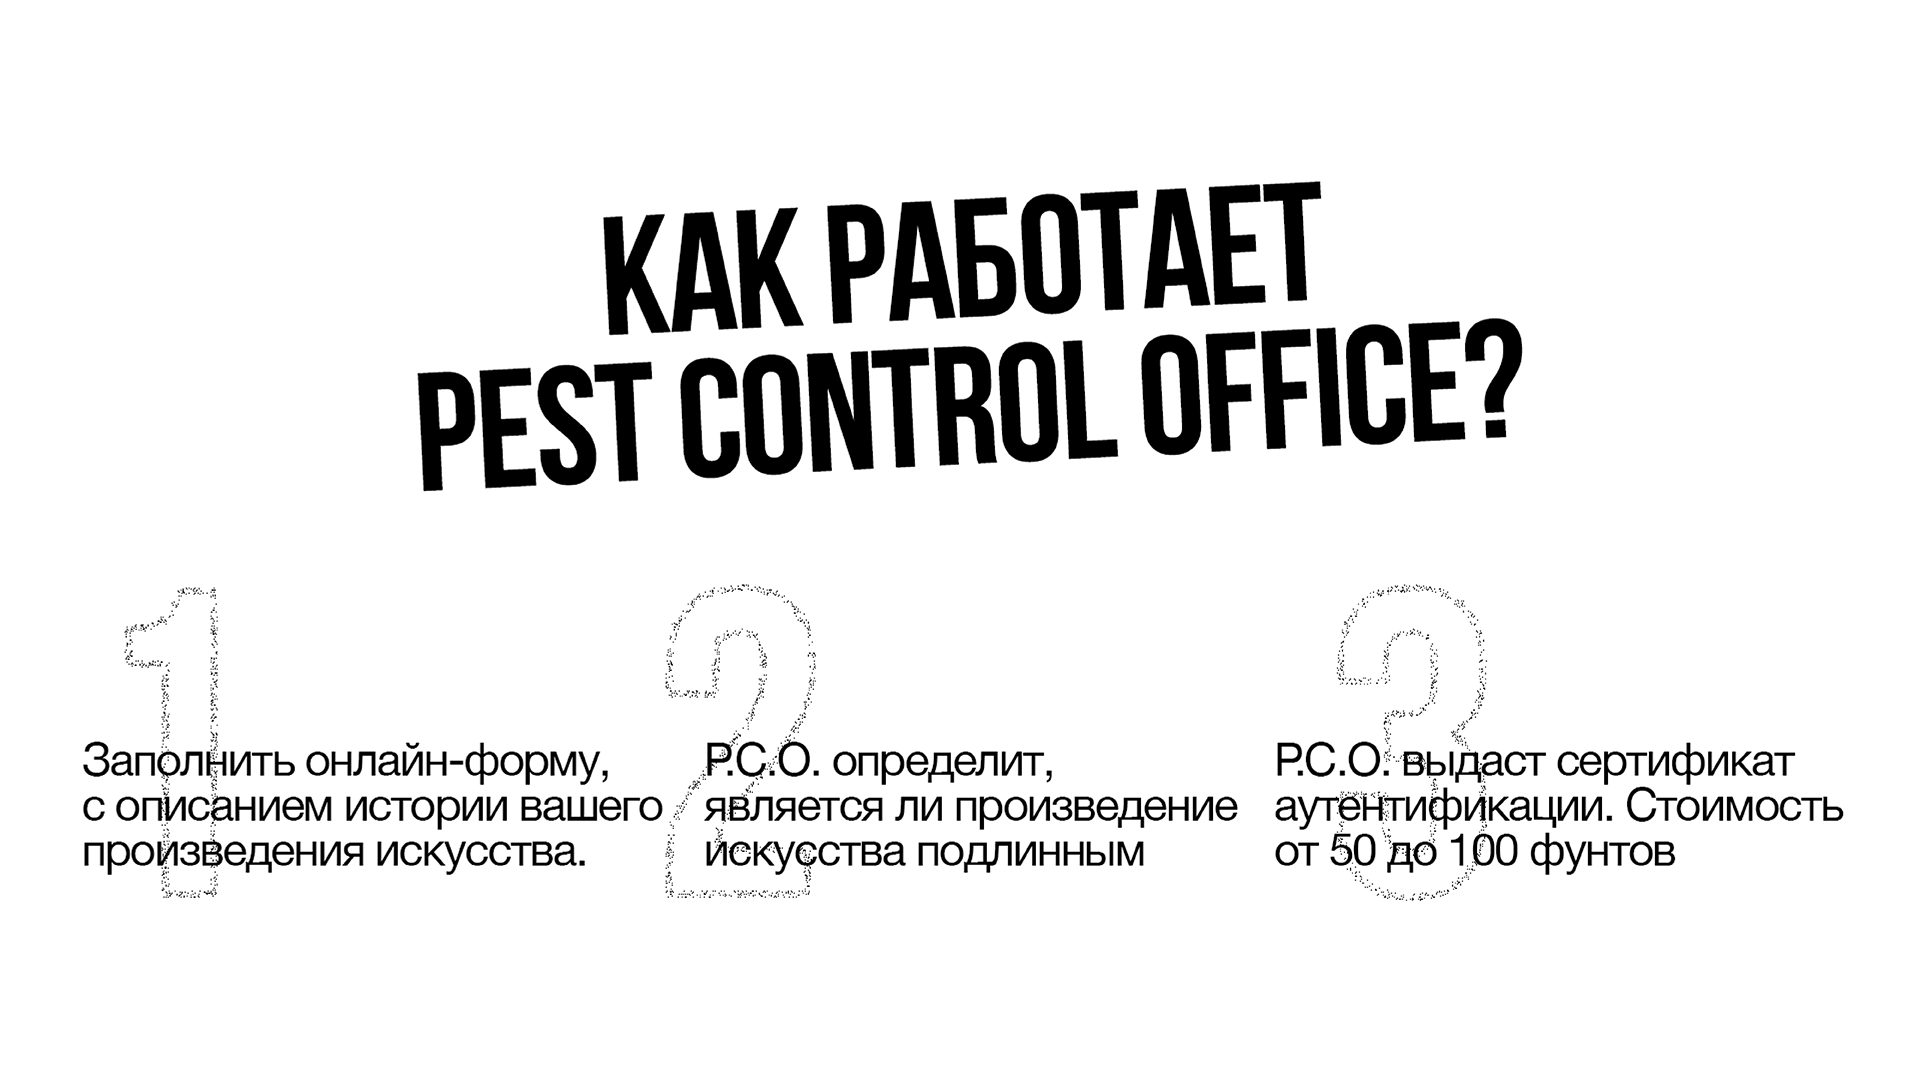 КАК РАБОТАЕТ
PEST CONTROL OFFICE?
1
Заполнить онлайн-форму,
с описанием истории вашего
произведения искусства.
2
P.C.O. определит,
является ли произведение
искусства подлинным
3
P.C.O. выдаст сертификат
аутентификации. Стоимость
от 50 до 100 фунтов